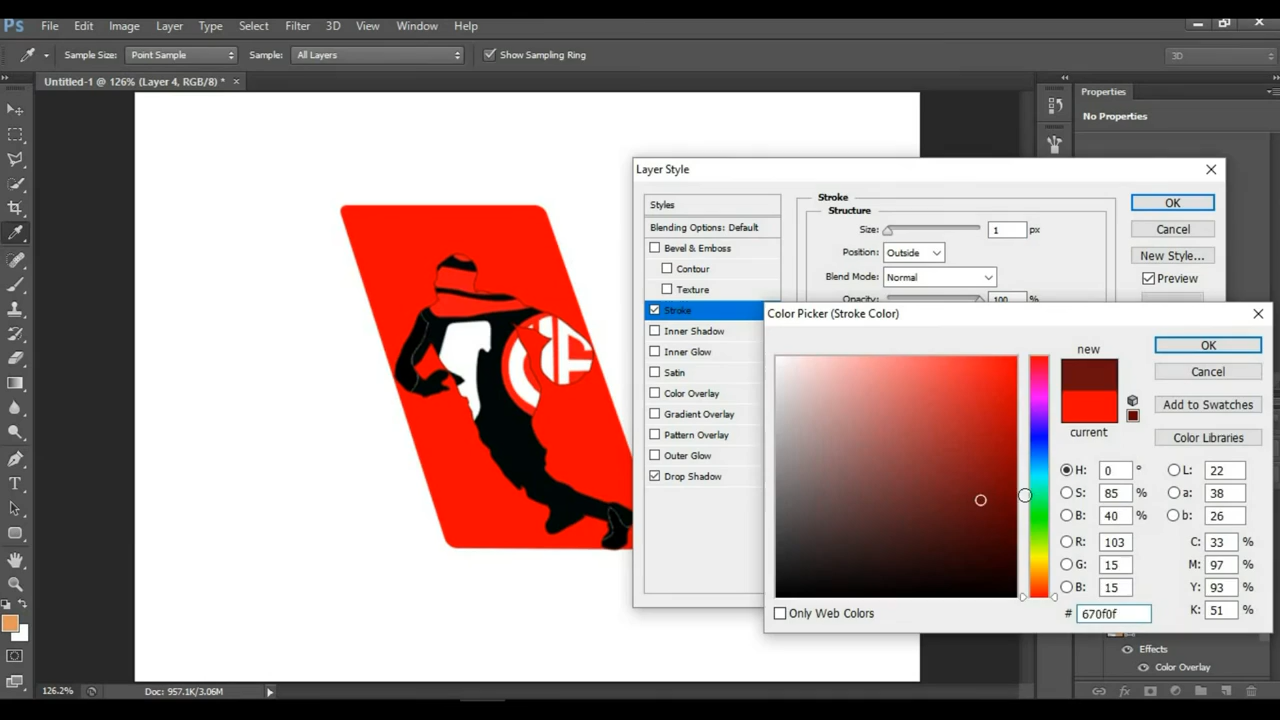 Ps File Edit Image Layer Type Select Filter 3D View Window Help
Sample Size: Point Sample Sample: All Layers Show Sampling Ring 3D
Untitled-1 @ 126% (Layer 4, RGB/8) * ×
Properties
No Properties
Layer Style
Styles
Blending Options: Default
Bevel & Emboss
Contour
Texture
Stroke
Inner Shadow
Inner Glow
Satin
Color Overlay
Gradient Overlay
Pattern Overlay
Outer Glow
Drop Shadow
Stroke
Structure
Size: 1 px
Position: Outside
Blend Mode: Normal
Opacity: 100 %
OK
Cancel
New Style...
Preview
Color Picker (Stroke Color)
new
current
OK
Cancel
Add to Swatches
Color Libraries
H: 0 °
S: 85 %
B: 40 %
R: 103
G: 15
B: 15
# 670f0f
L: 22
a: 38
b: 26
C: 33 %
M: 97 %
Y: 93 %
K: 51 %
Only Web Colors
Effects
Color Overlay
fx
T
126.2% Doc: 957.1K/3.06M